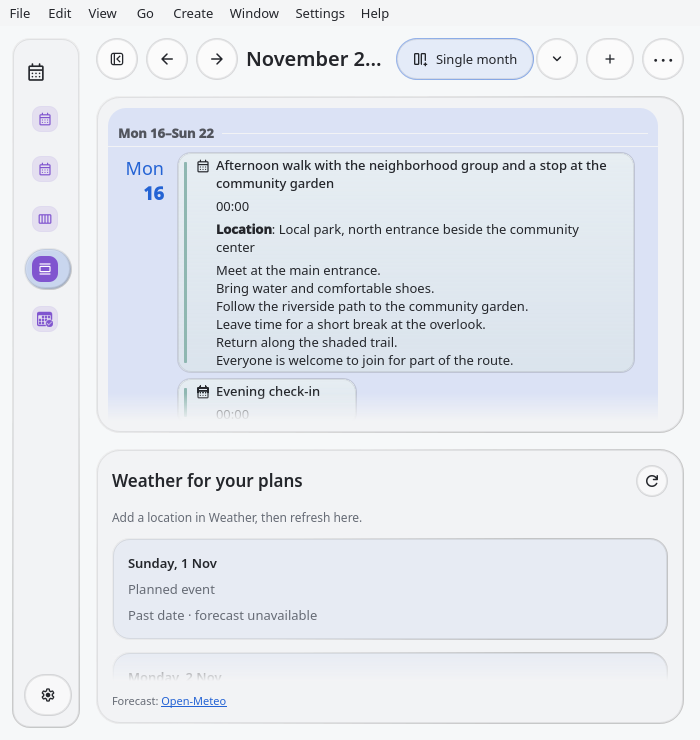 File Edit View Go Create Window Settings Help
November 2...
Single month
Mon 16–Sun 22
Mon
16
Afternoon walk with the neighborhood group and a stop at the
community garden
00:00
Location: Local park, north entrance beside the community
center
Meet at the main entrance.
Bring water and comfortable shoes.
Follow the riverside path to the community garden.
Leave time for a short break at the overlook.
Return along the shaded trail.
Everyone is welcome to join for part of the route.
Evening check-in
00:00
Weather for your plans
Add a location in Weather, then refresh here.
Sunday, 1 Nov
Planned event
Past date · forecast unavailable
Monday, 2 Nov
Forecast: Open-Meteo